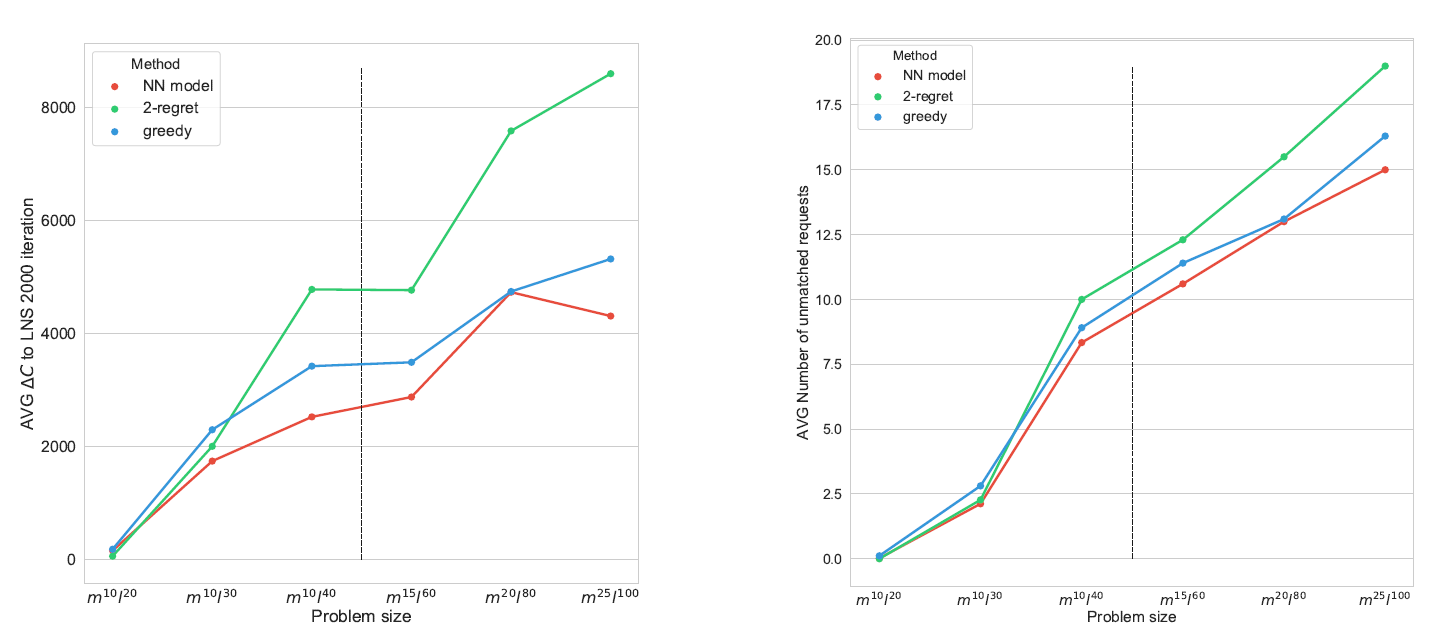 Method
NN model
2-regret
greedy
8000
6000
4000
2000
0
AVG ΔC to LNS 2000 iteration
m¹⁰l²⁰ m¹⁰l³⁰ m¹⁰l⁴⁰ m¹⁵l⁶⁰ m²⁰l⁸⁰ m²⁵l¹⁰⁰
Problem size
Method
NN model
2-regret
greedy
20.0
17.5
15.0
12.5
10.0
7.5
5.0
2.5
0.0
AVG Number of unmatched requests
m¹⁰l²⁰ m¹⁰l³⁰ m¹⁰l⁴⁰ m¹⁵l⁶⁰ m²⁰l⁸⁰ m²⁵l¹⁰⁰
Problem size